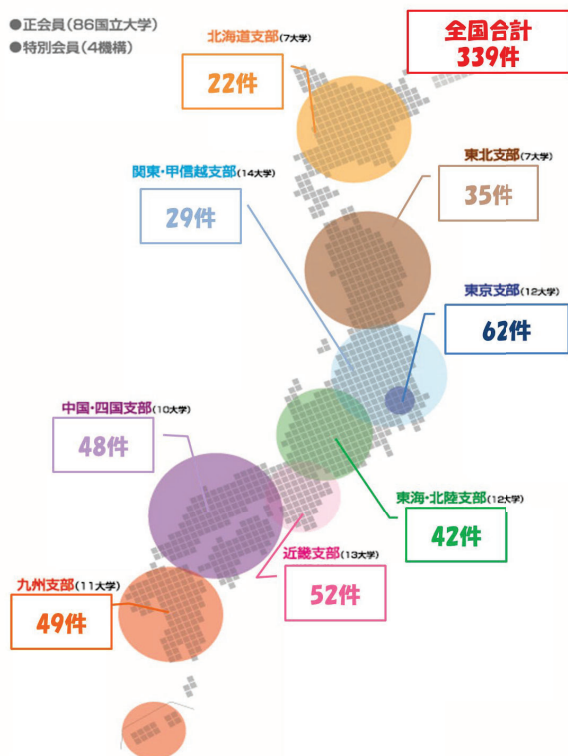 ●正会員(86国立大学)
●特別会員(4機構)
全国合計
339件
北海道支部(7大学)
22件
東北支部(7大学)
35件
関東・甲信越支部(14大学)
29件
東京支部(12大学)
62件
中国・四国支部(10大学)
48件
東海・北陸支部(12大学)
42件
近畿支部(13大学)
52件
九州支部(11大学)
49件